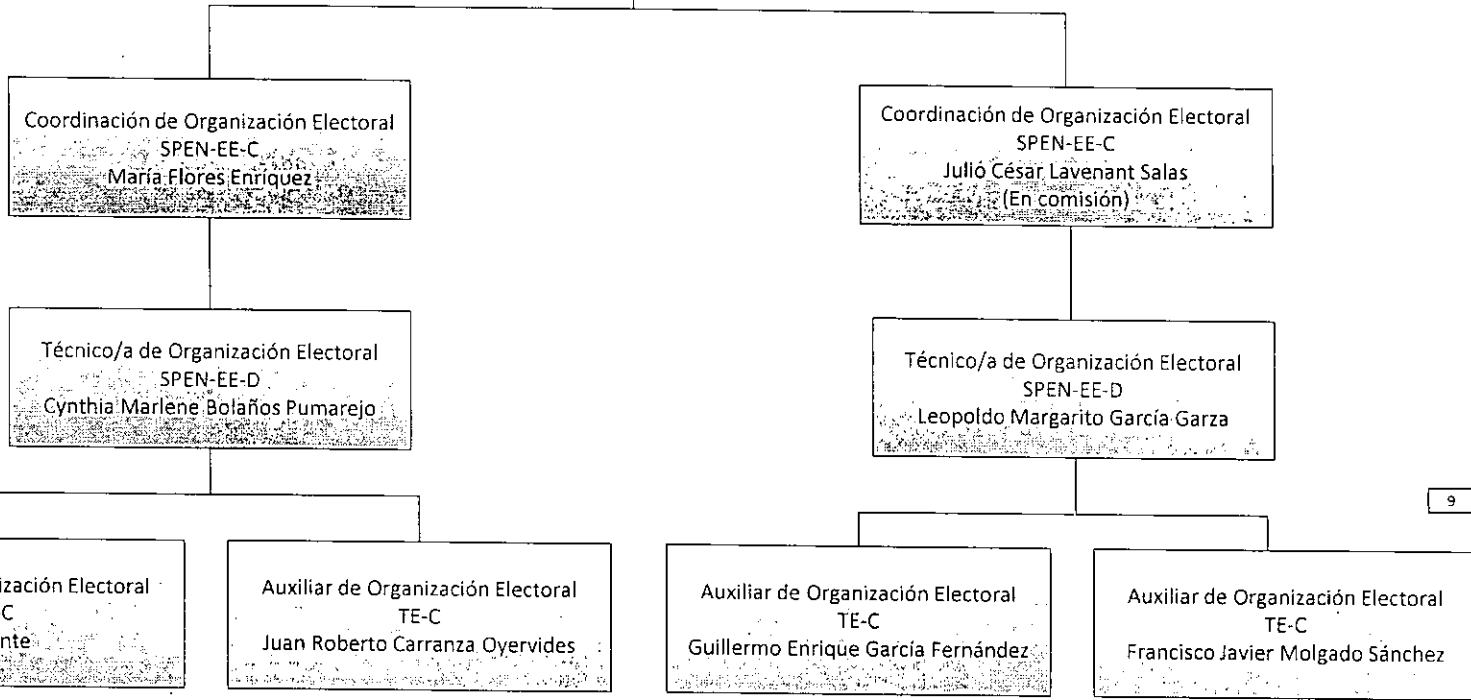 Coordinación de Organización Electoral
SPEN-EE-C
María Flores Enríquez
Coordinación de Organización Electoral
SPEN-EE-C
Julio César Lavenant Salas
(En comisión)
Técnico/a de Organización Electoral
SPEN-EE-D
Cynthia Marlene Bolaños Pumarejo
Técnico/a de Organización Electoral
SPEN-EE-D
Leopoldo Margarito García Garza
9
ización Electoral
C
nte
Auxiliar de Organización Electoral
TE-C
Juan Roberto Carranza Oyervides
Auxiliar de Organización Electoral
TE-C
Guillermo Enrique García Fernández
Auxiliar de Organización Electoral
TE-C
Francisco Javier Molgado Sánchez